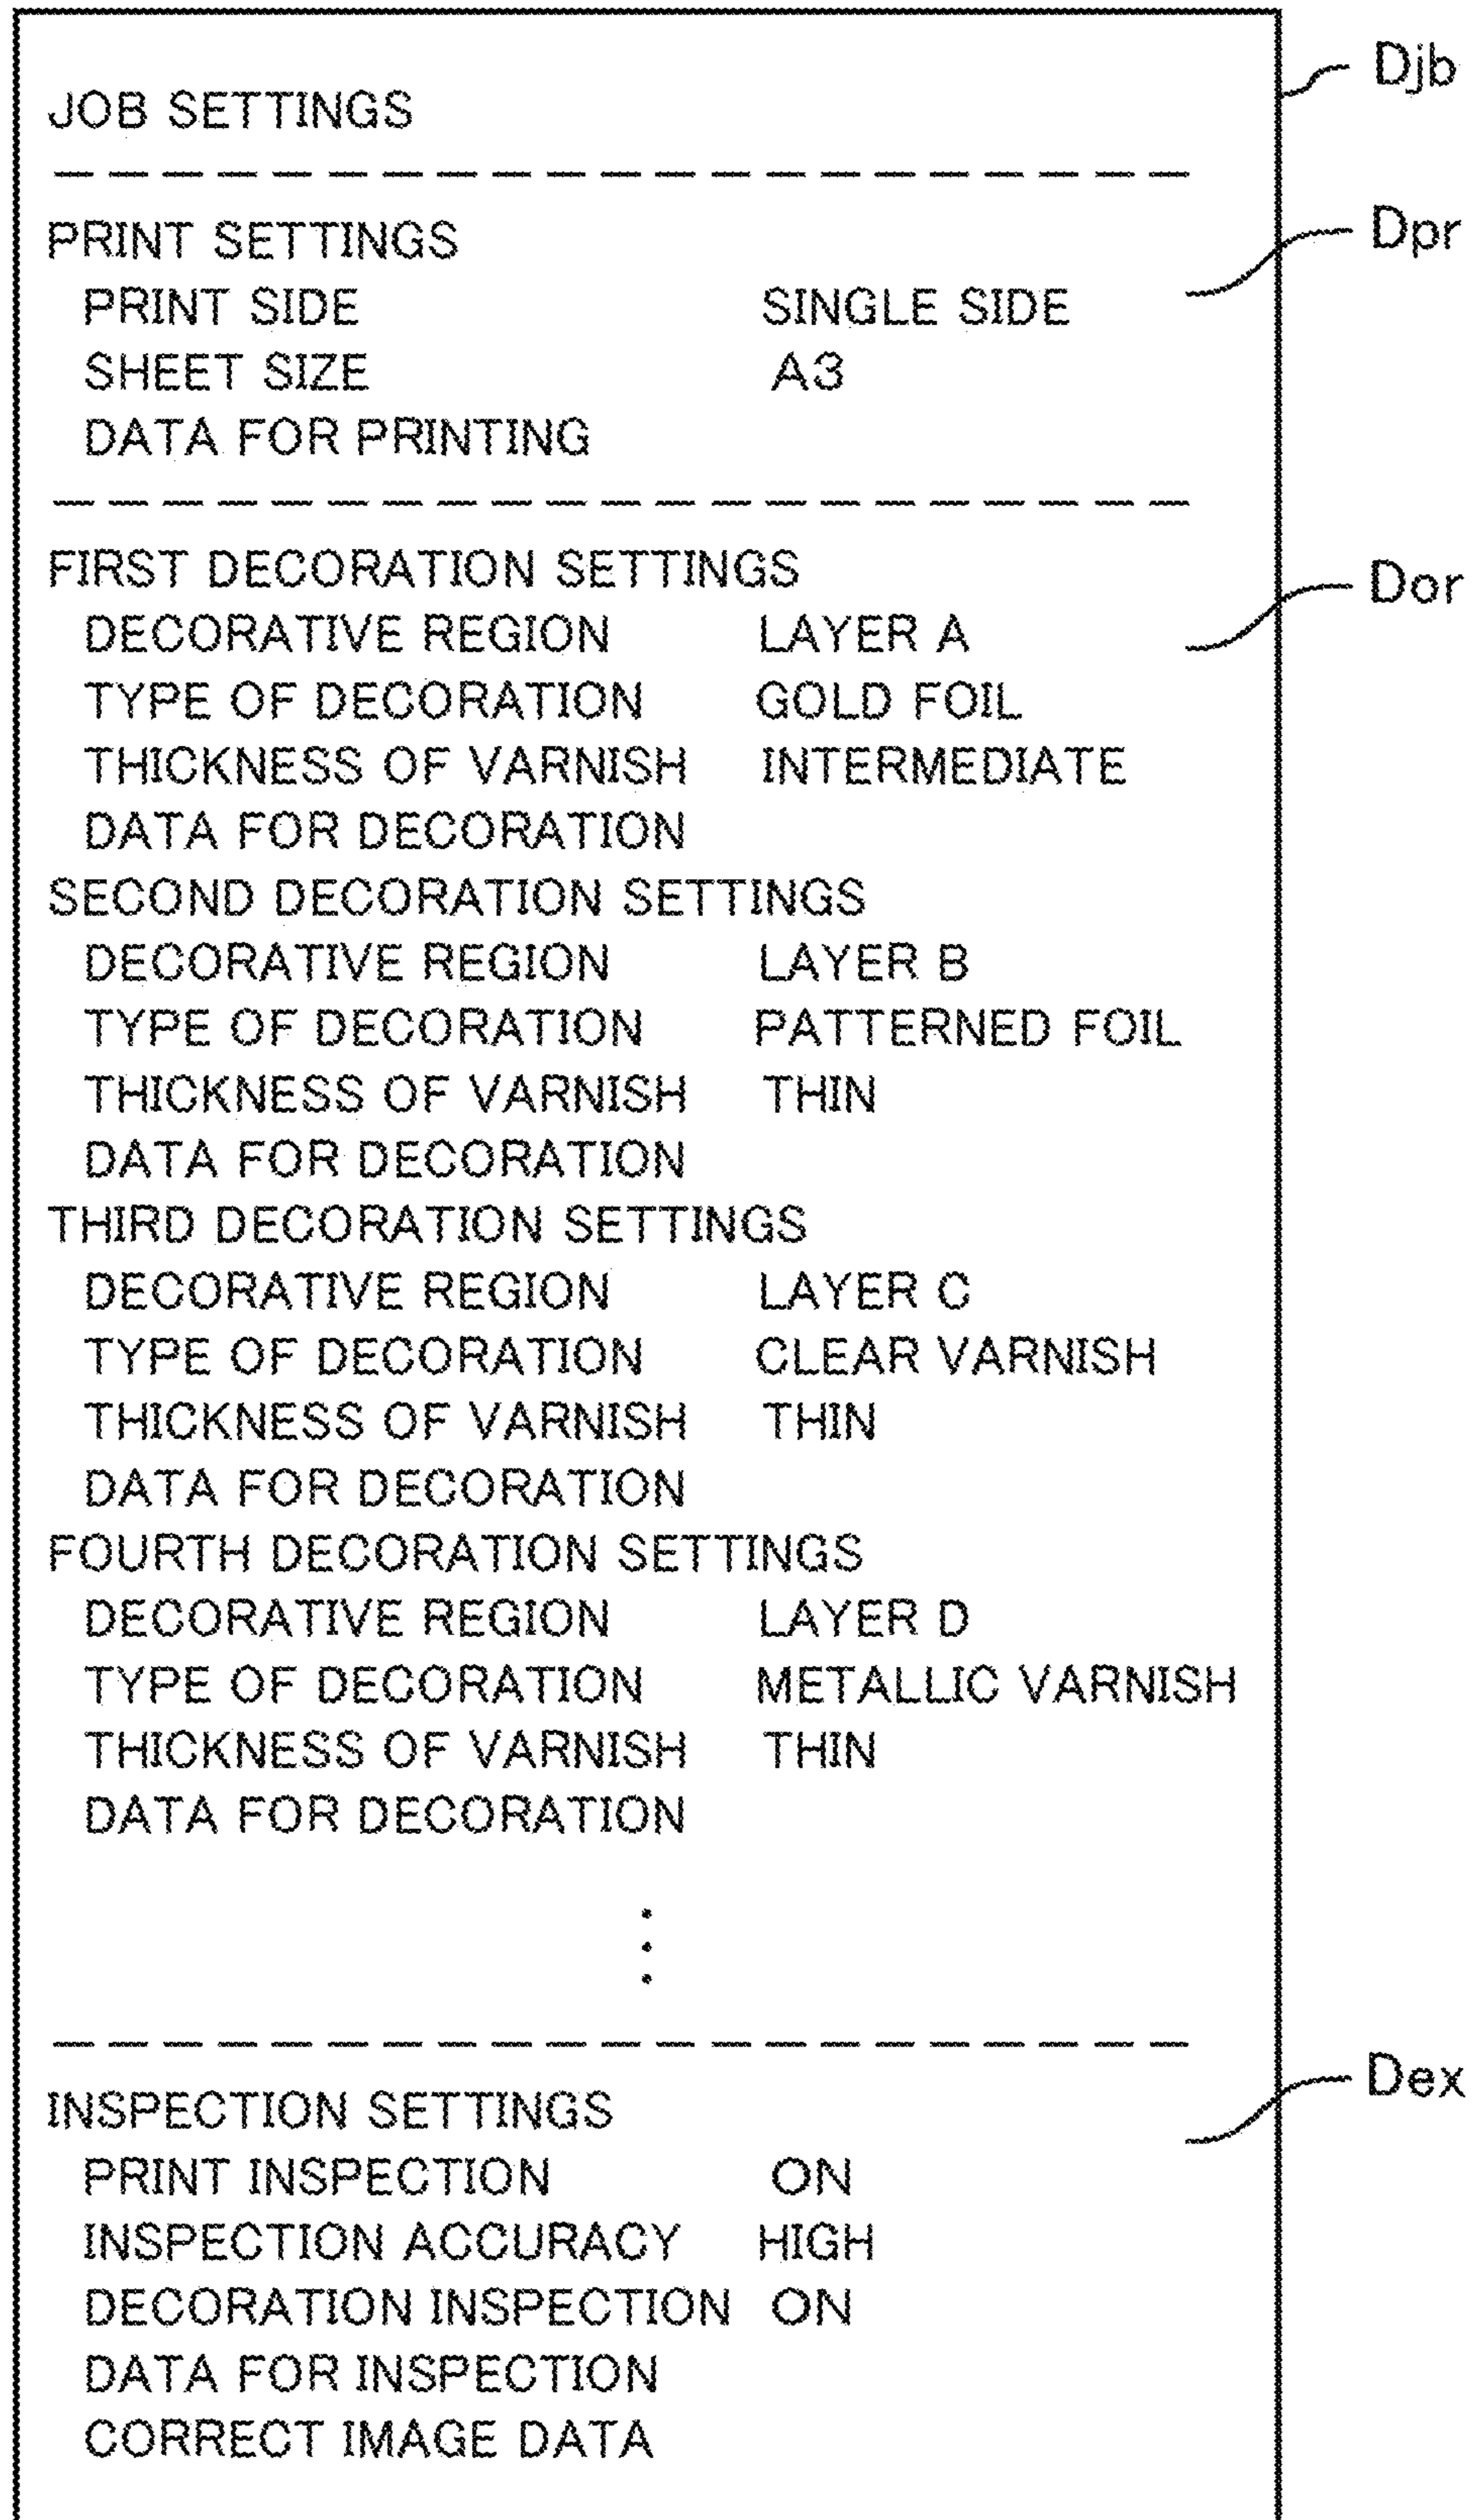 Djb
JOB SETTINGS
PRINT SETTINGS Dpr
PRINT SIDE SINGLE SIDE
SHEET SIZE A3
DATA FOR PRINTING
FIRST DECORATION SETTINGS Dor
DECORATIVE REGION LAYER A
TYPE OF DECORATION GOLD FOIL
THICKNESS OF VARNISH INTERMEDIATE
DATA FOR DECORATION
SECOND DECORATION SETTINGS
DECORATIVE REGION LAYER B
TYPE OF DECORATION PATTERNED FOIL
THICKNESS OF VARNISH THIN
DATA FOR DECORATION
THIRD DECORATION SETTINGS
DECORATIVE REGION LAYER C
TYPE OF DECORATION CLEAR VARNISH
THICKNESS OF VARNISH THIN
DATA FOR DECORATION
FOURTH DECORATION SETTINGS
DECORATIVE REGION LAYER D
TYPE OF DECORATION METALLIC VARNISH
THICKNESS OF VARNISH THIN
DATA FOR DECORATION
INSPECTION SETTINGS Dex
PRINT INSPECTION ON
INSPECTION ACCURACY HIGH
DECORATION INSPECTION ON
DATA FOR INSPECTION
CORRECT IMAGE DATA